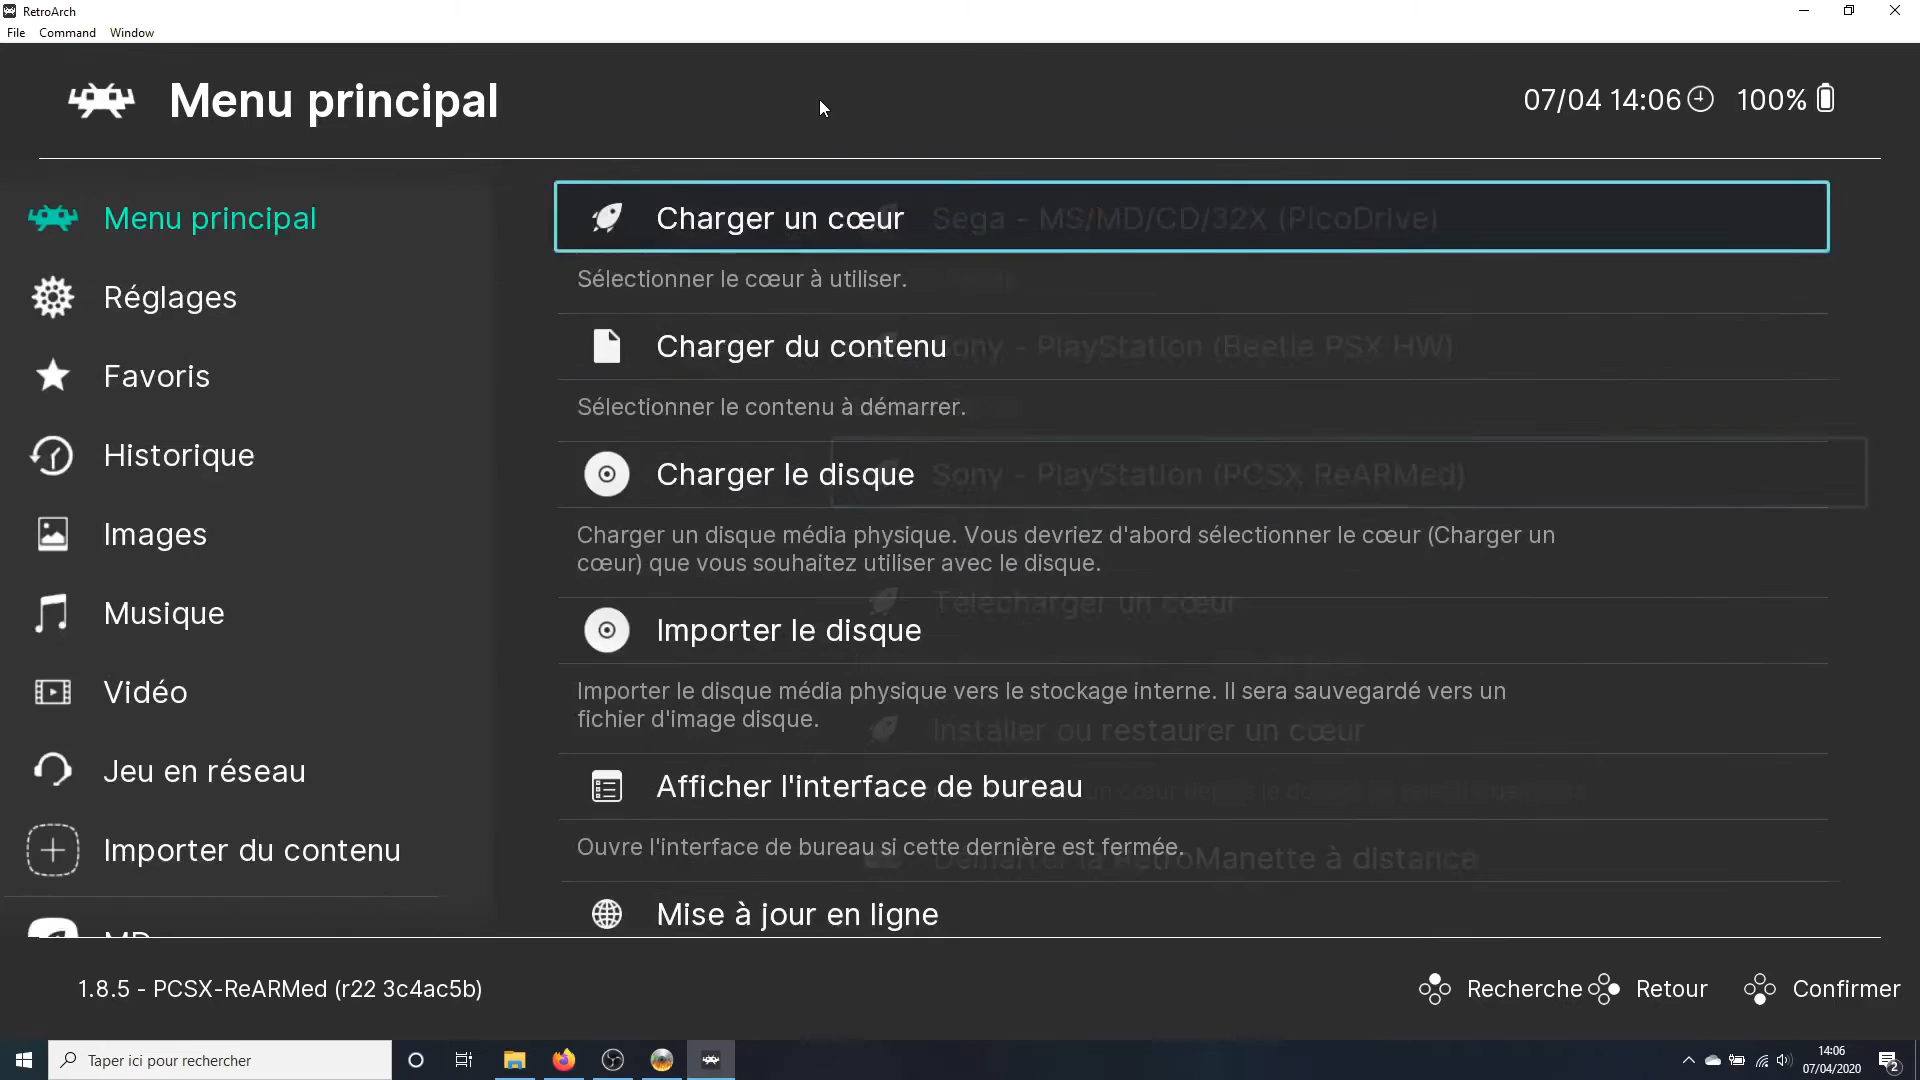 RetroArch
File Command Window
Menu principal
07/04 14:06 100%
Menu principal
Réglages
Favoris
Historique
Images
Musique
Vidéo
Jeu en réseau
Importer du contenu
Charger un cœur
Sega - MS/MD/CD/32X (PicoDrive)
Sélectionner le cœur à utiliser.
Charger du contenu
Sony - PlayStation (Beetle PSX HW)
Sélectionner le contenu à démarrer.
Charger le disque
Sony - PlayStation (PCSX ReARMed)
Charger un disque média physique. Vous devriez d'abord sélectionner le cœur (Charger un
cœur) que vous souhaitez utiliser avec le disque.
Télécharger un cœur
Importer le disque
Importer le disque média physique vers le stockage interne. Il sera sauvegardé vers un
fichier d'image disque.
Installer ou restaurer un cœur
Afficher l'interface de bureau
Ouvre l'interface de bureau si cette dernière est fermée.
Démarrer la RetroManette à distance
Mise à jour en ligne
1.8.5 - PCSX-ReARMed (r22 3c4ac5b)
Recherche Retour Confirmer
Taper ici pour rechercher
14:06
07/04/2020
2